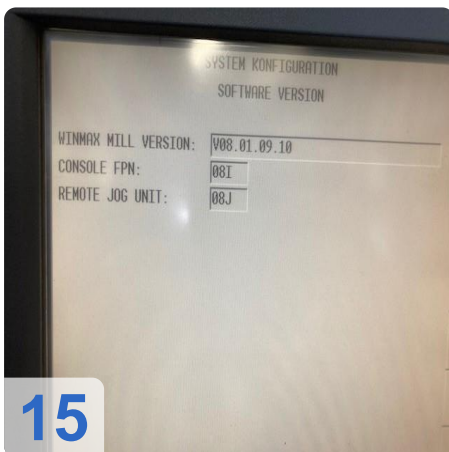 SYSTEM KONFIGURATION
SOFTWARE VERSION
WINMAX MILL VERSION: V08.01.09.10
CONSOLE FPN: 08I
REMOTE JOG UNIT: 08J
15